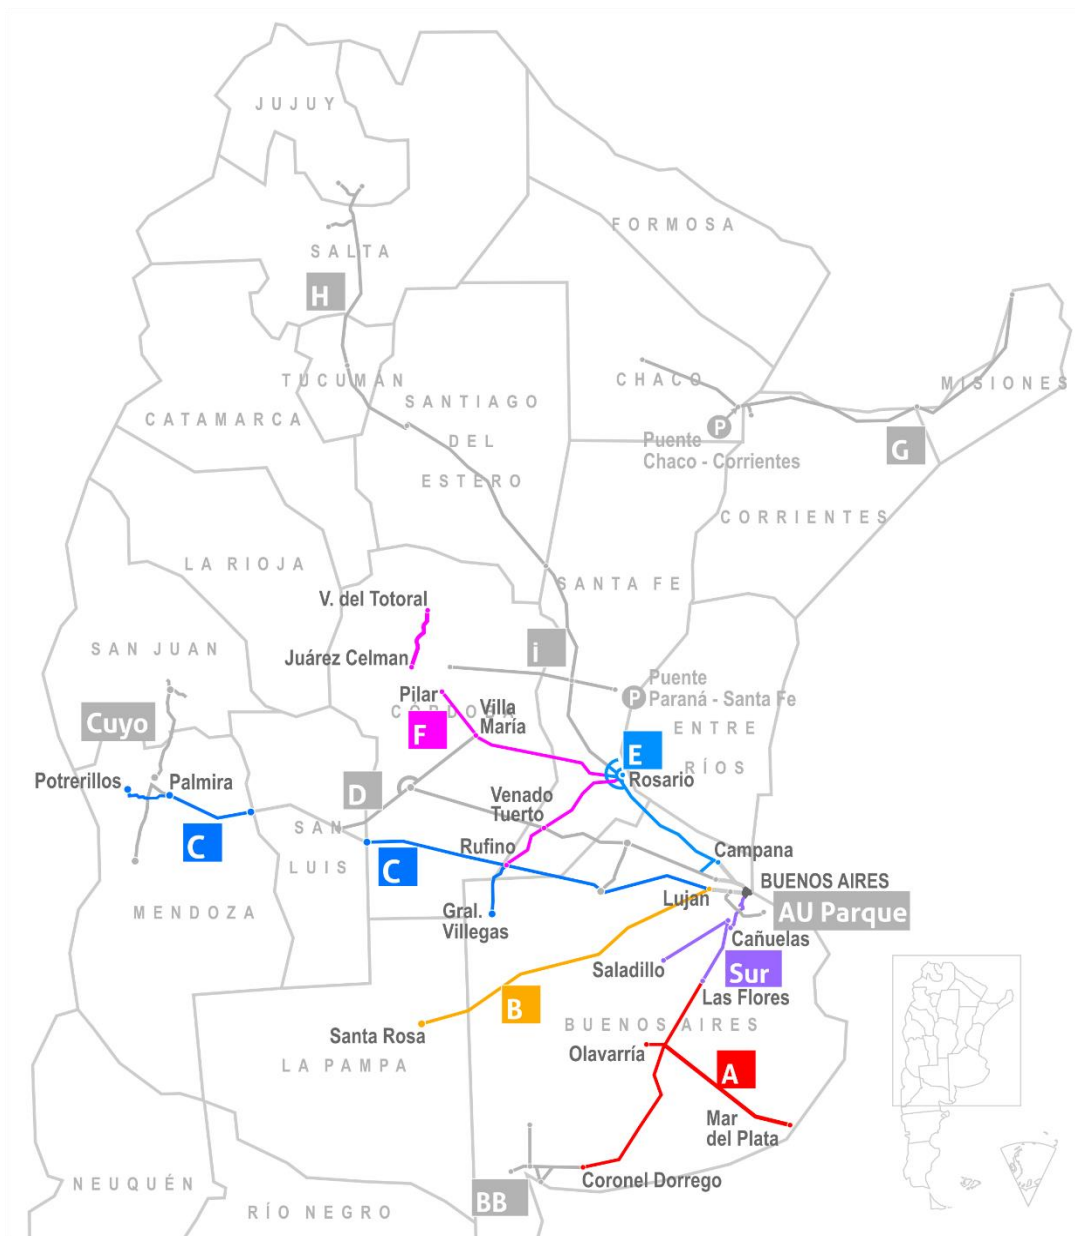 JUJUY
FORMOSA
SALTA
H
CHACO
MISIONES
TUCUMÁN
SANTIAGO
DEL
ESTERO
CATAMARCA
P
Puente
Chaco - Corrientes
G
CORRIENTES
LA RIOJA
SANTA FE
V. del Totoral
SAN JUAN
i
Juárez Celman
Puente
Paraná - Santa Fe
P
Pilar
CÓRDOBA
Villa
María
Cuyo
F
ENTRE
RÍOS
E
Rosario
Potrerillos
Palmira
D
Venado
Tuerto
SAN
LUIS
C
C
Rufino
Campana
BUENOS AIRES
Lujan
AU Parque
MENDOZA
Gral.
Villegas
Cañuelas
Saladillo
Sur
Las Flores
B
Santa Rosa
BUENOS AIRES
LA PAMPA
Olavarría
A
Mar
del Plata
Coronel Dorrego
NEUQUÉN
BB
RÍO NEGRO